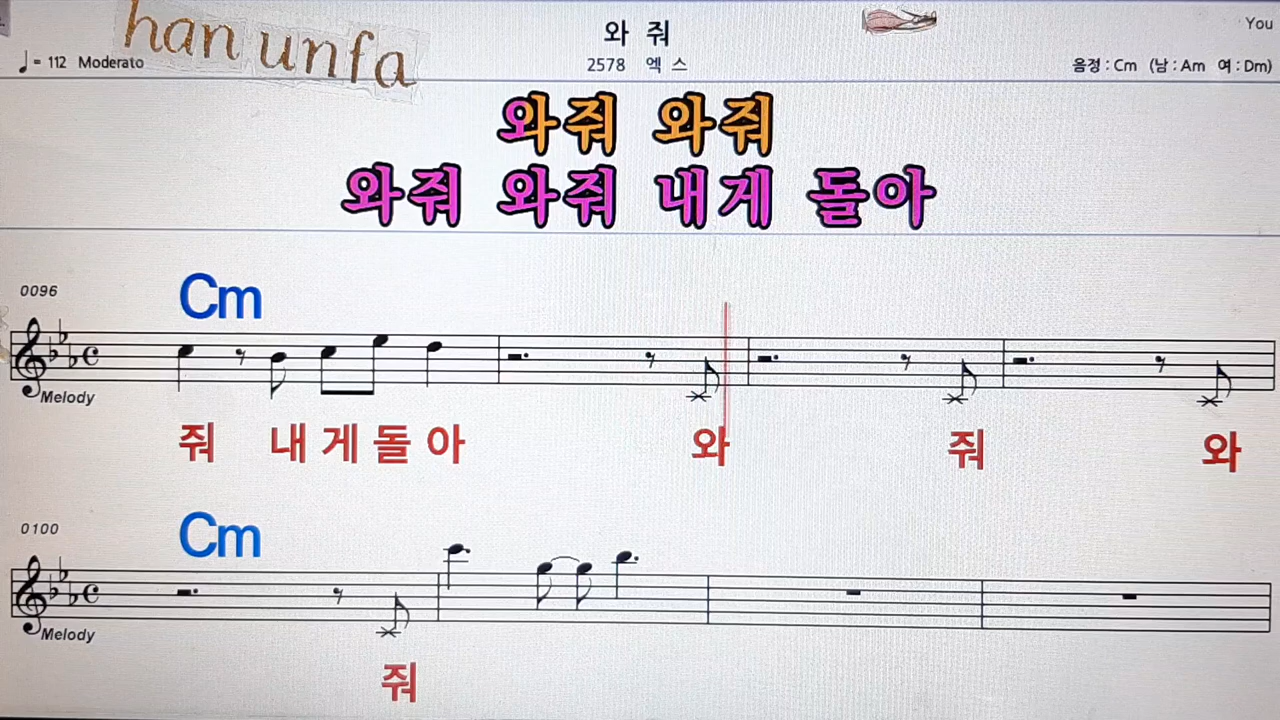 han unfa
와 줘
You
♩= 112 Moderato
2578 엑 스
음정 : Cm (남 : Am 여 : Dm)
와줘 와줘
와줘 와줘 내게 돌아
0096
Cm
Melody
줘 내 게 돌 아 와 줘 와
0100
Cm
Melody
줘